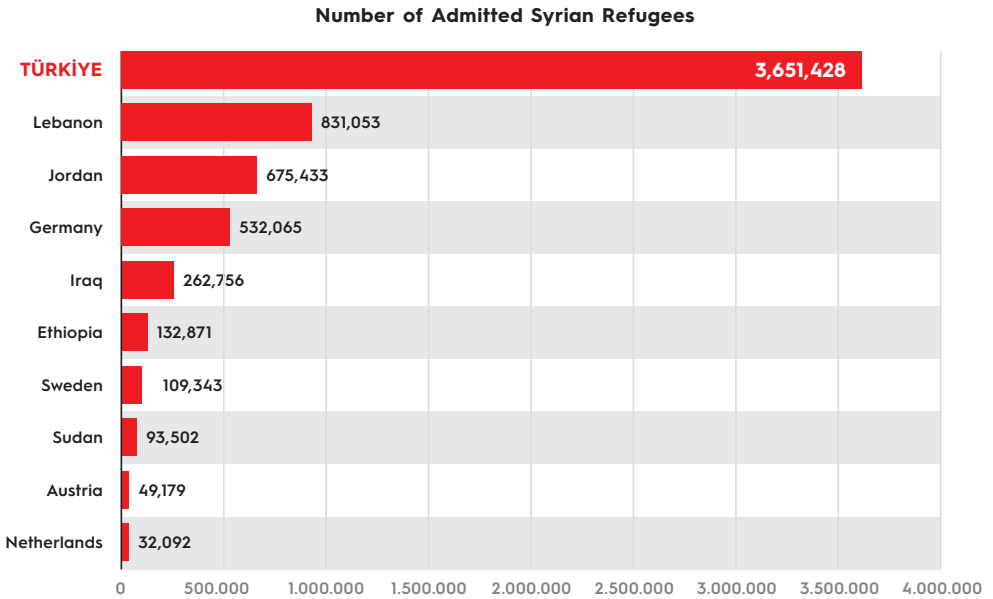 Number of Admitted Syrian Refugees
TÜRKİYE 3,651,428
Lebanon 831,053
Jordan 675,433
Germany 532,065
Iraq 262,756
Ethiopia 132,871
Sweden 109,343
Sudan 93,502
Austria 49,179
Netherlands 32,092
0 500.000 1.000.000 1.500.000 2.000.000 2.500.000 3.000.000 3.500.000 4.000.000